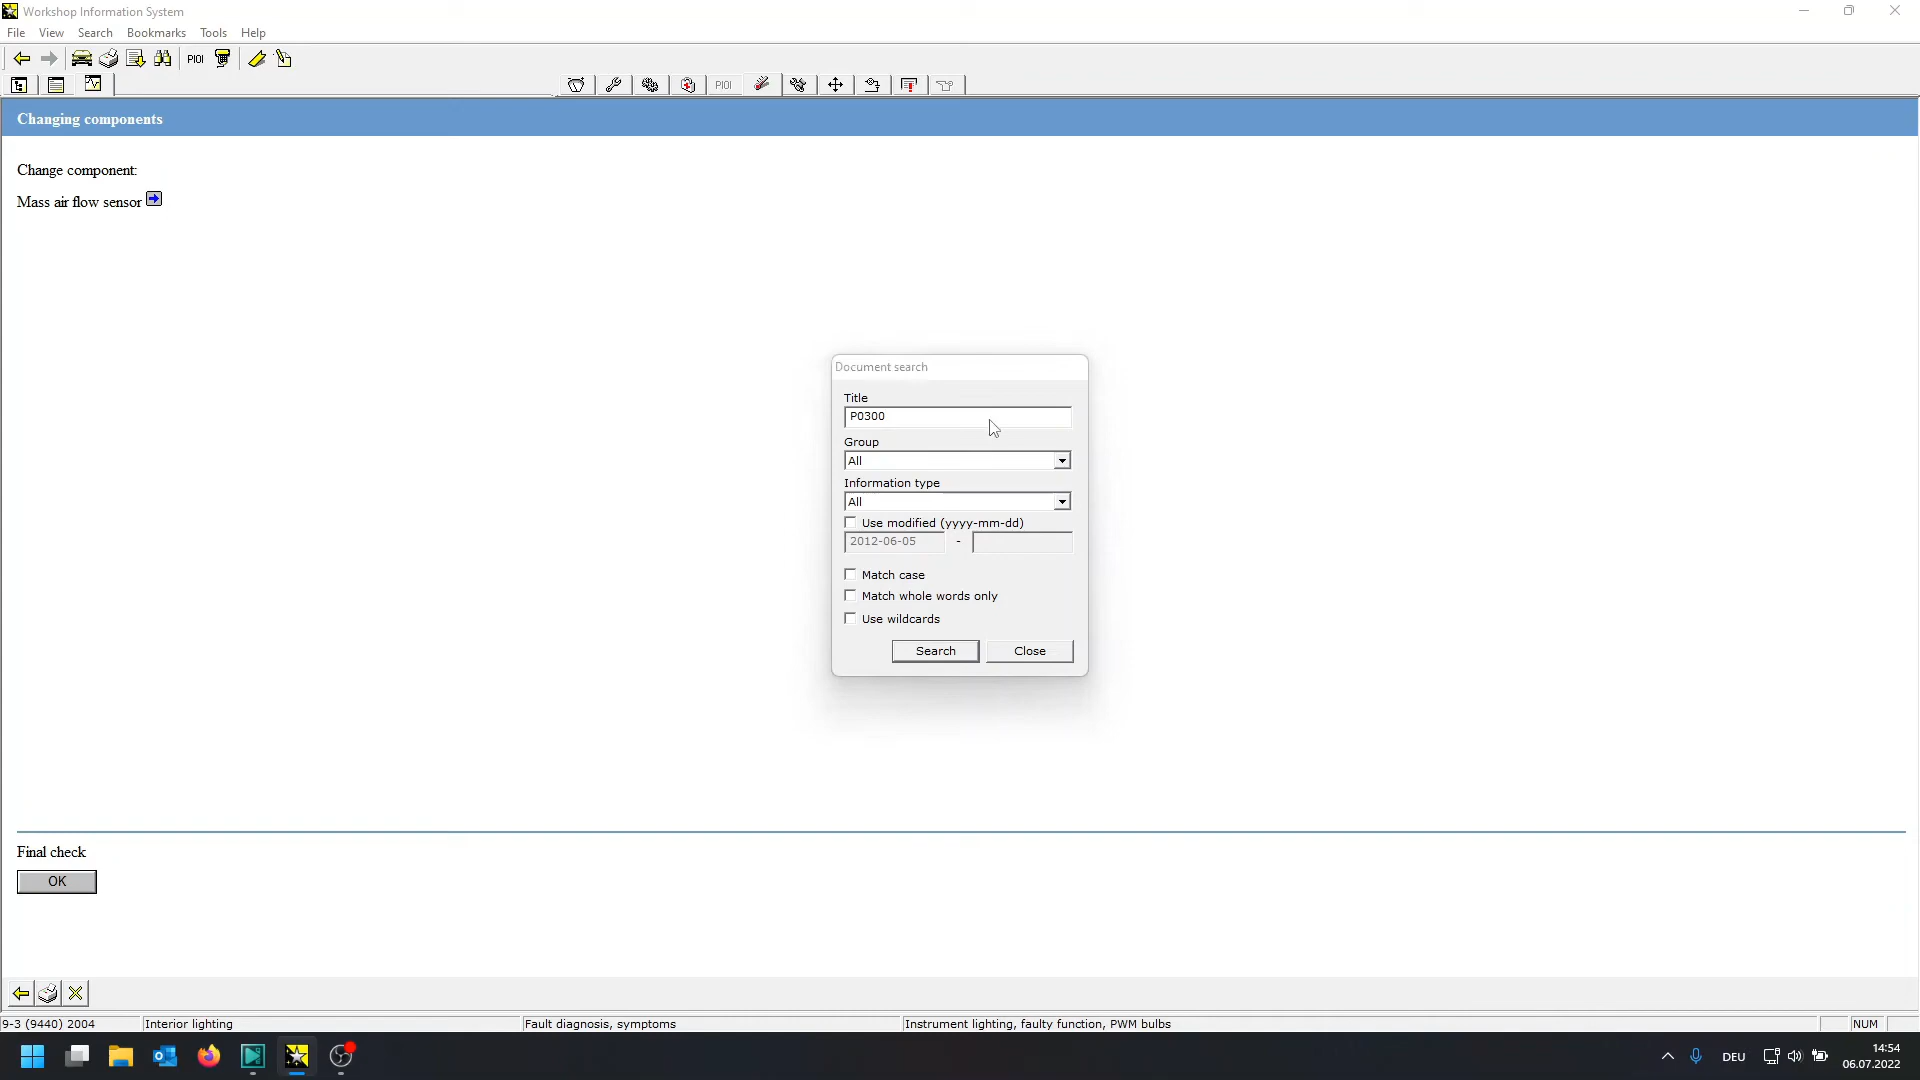 Workshop Information System
File View Search Bookmarks Tools Help
PIOI
PIOI
Changing components
Change component:
Mass air flow sensor
Document search
Title
P0300
Group
All
Information type
All
Use modified (yyyy-mm-dd)
2012-06-05 -
Match case
Match whole words only
Use wildcards
Search Close
Final check
OK
9-3 (9440) 2004 Interior lighting Fault diagnosis, symptoms Instrument lighting, faulty function, PWM bulbs NUM
DEU
14:54
06.07.2022